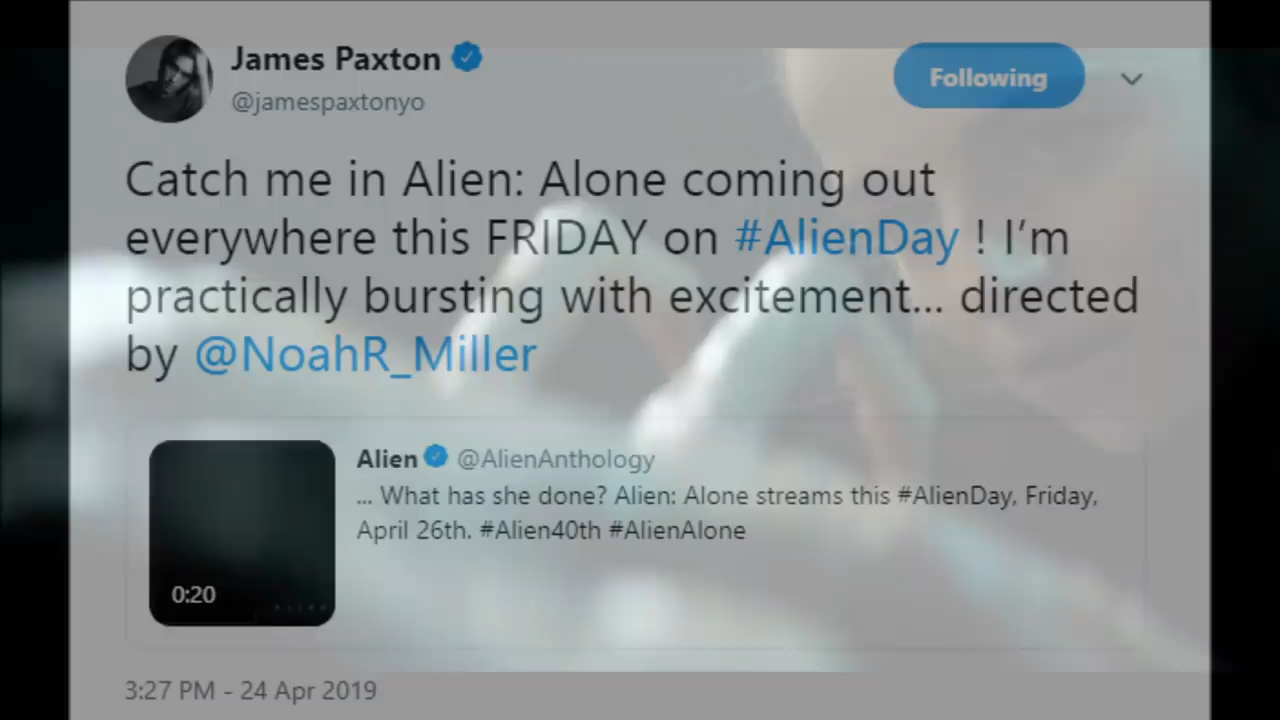 James Paxton
@jamespaxtonyo
Following
Catch me in Alien: Alone coming out
everywhere this FRIDAY on #AlienDay ! I'm
practically bursting with excitement... directed
by @NoahR_Miller
Alien @AlienAnthology
... What has she done? Alien: Alone streams this #AlienDay, Friday,
April 26th. #Alien40th #AlienAlone
0:20
3:27 PM - 24 Apr 2019